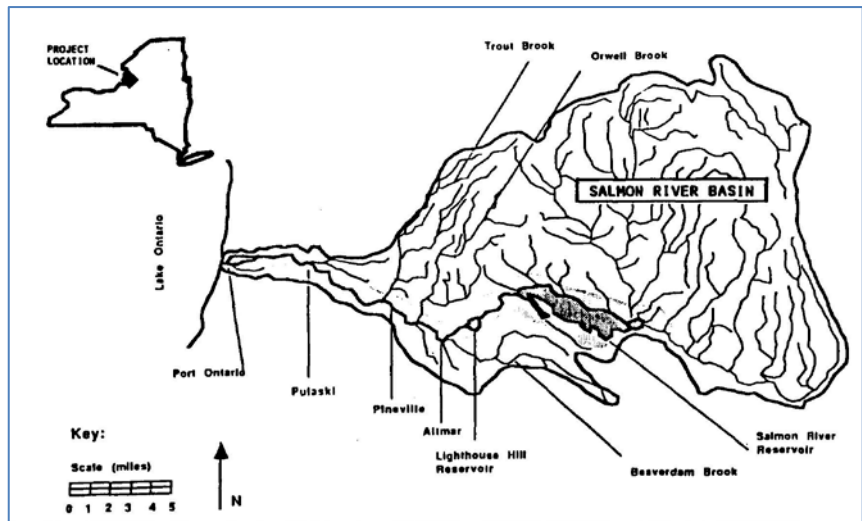 PROJECT
LOCATION
Trout Brook
Orwell Brook
SALMON RIVER BASIN
Lake Ontario
Port Ontario
Pulaski
Pineville
Altmar
Lighthouse Hill
Reservoir
Beaverdam Brook
Salmon River
Reservoir
Key:
Scale (miles)
0 1 2 3 4 5
N